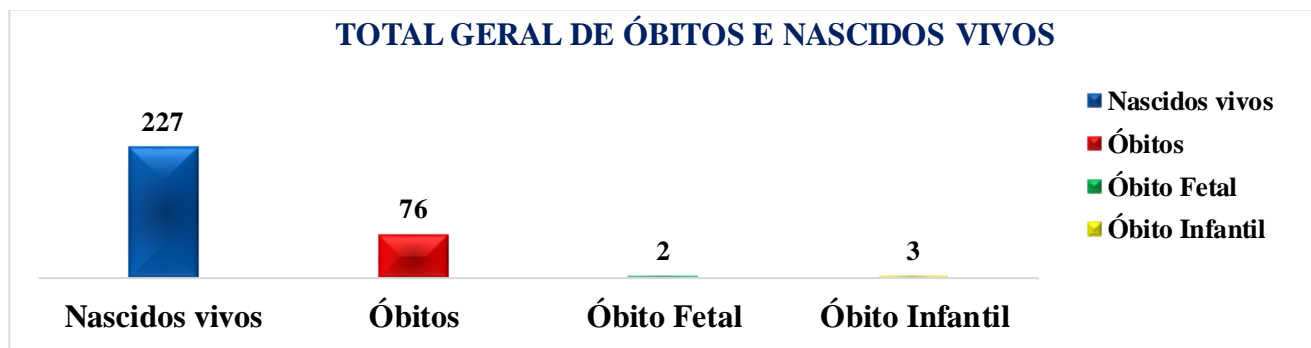 TOTAL GERAL DE ÓBITOS E NASCIDOS VIVOS
227
76
2
3
Nascidos vivos
Óbitos
Óbito Fetal
Óbito Infantil
Nascidos vivos
Óbitos
Óbito Fetal
Óbito Infantil